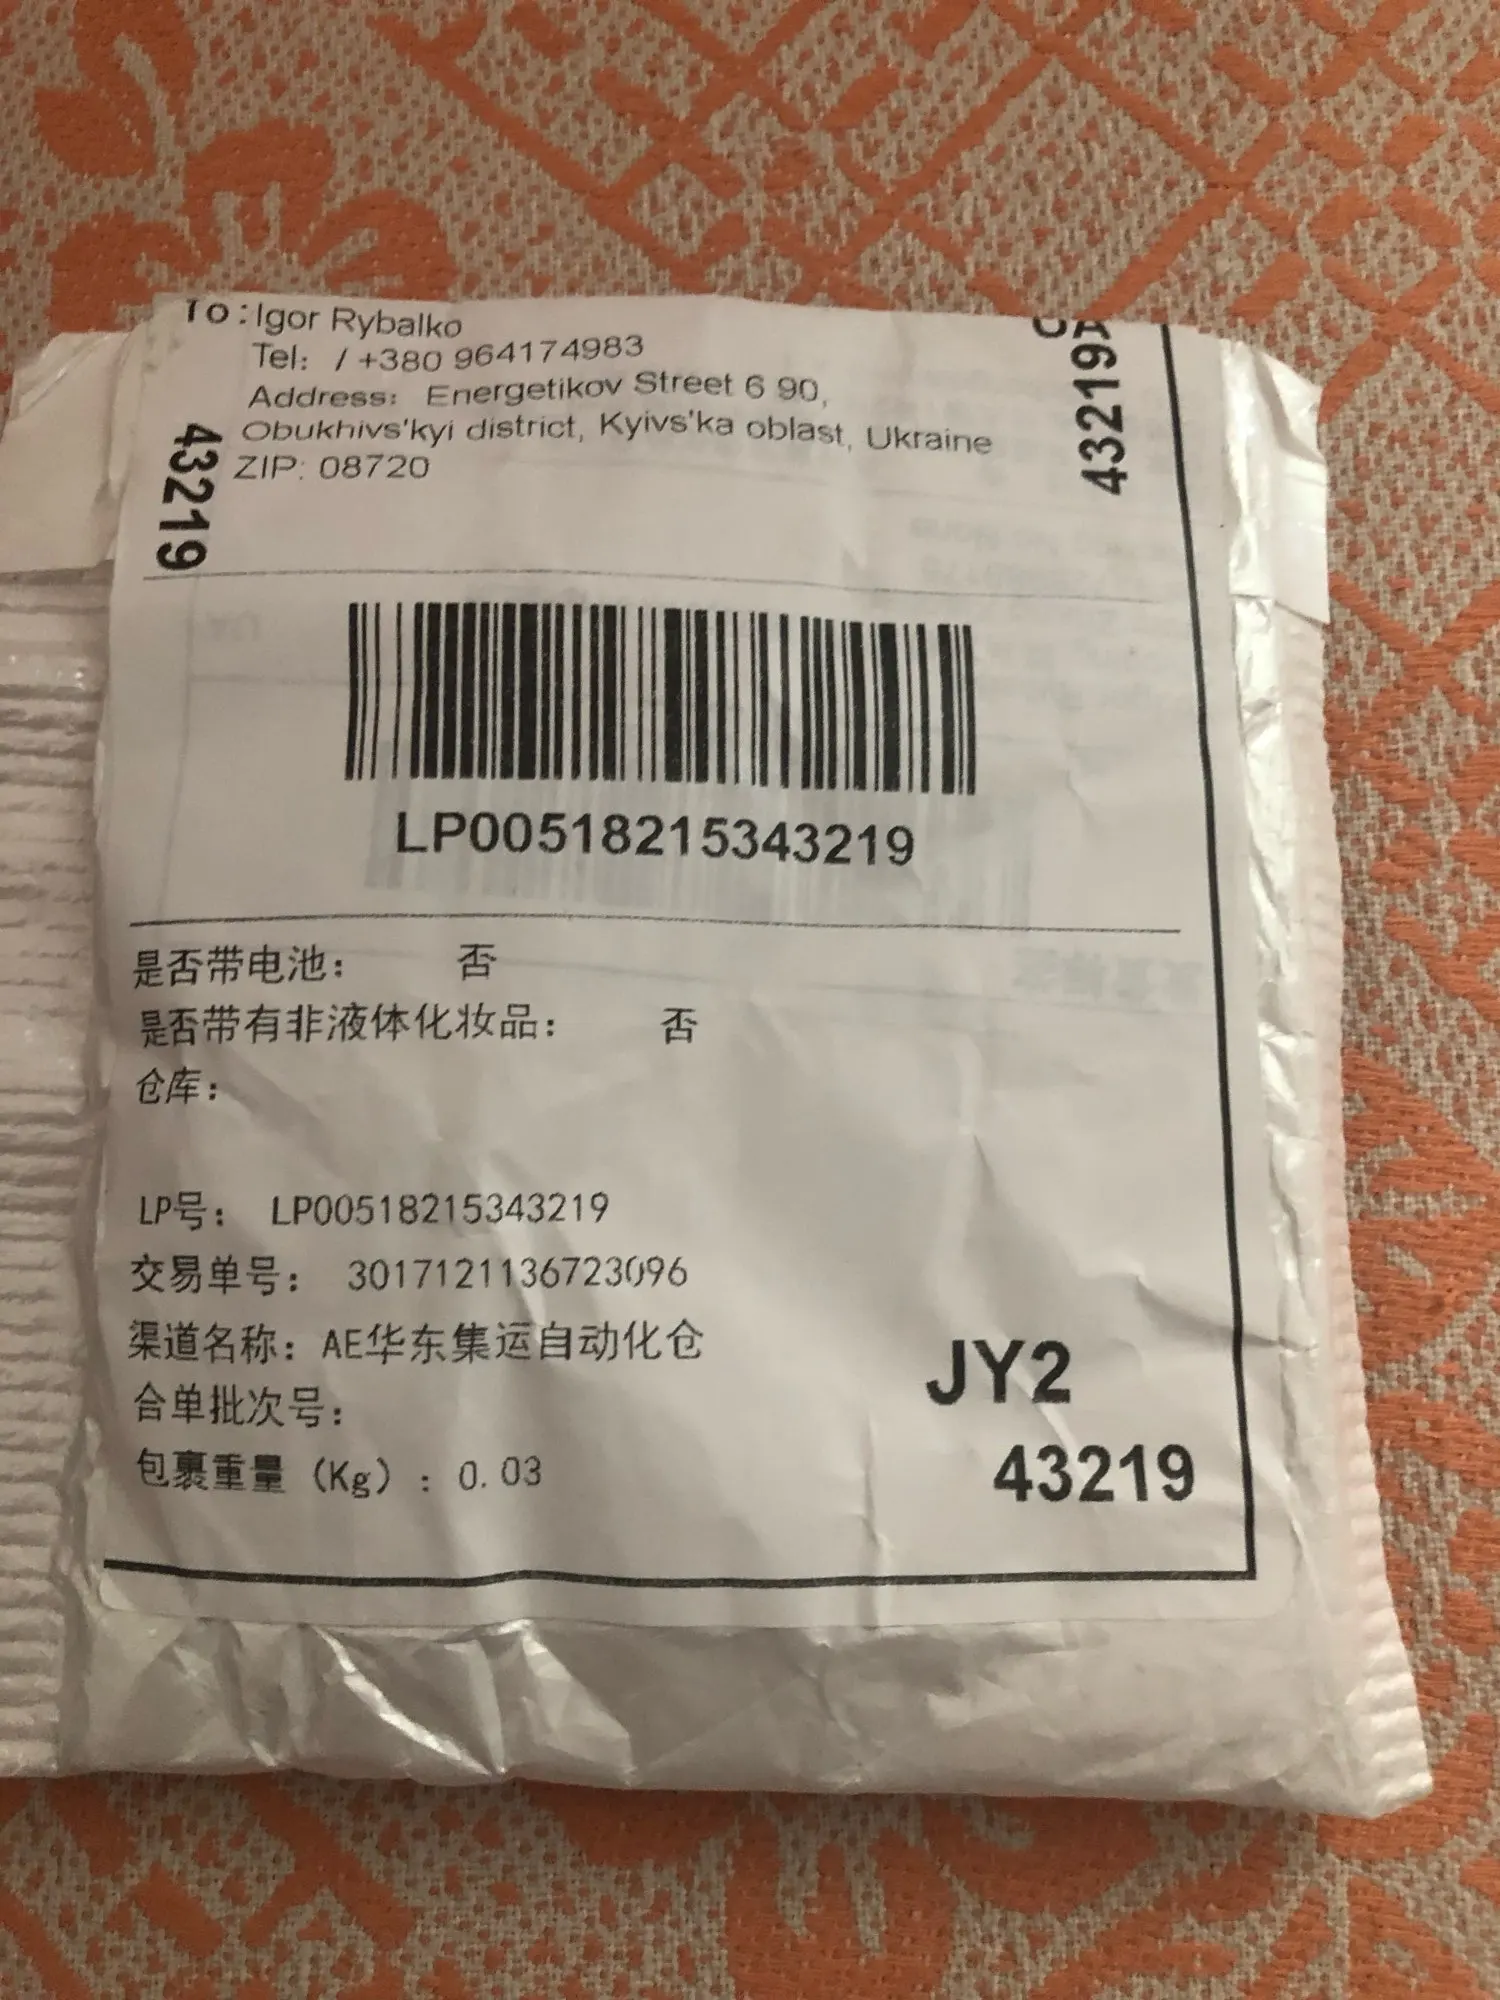 To:Igor Rybalko
Tel: / +380 964174983
Address: Energetikov Street 6 90,
Obukhivs'kyi district, Kyivs'ka oblast, Ukraine
ZIP: 08720
43219
43219A
LP00518215343219
是否带电池: 否
是否带有非液体化妆品: 否
仓库:
LP号: LP00518215343219
交易单号: 3017121136723096
渠道名称: AE华东集运自动化仓
合单批次号:
包裹重量 (Kg) : 0.03
JY2
43219